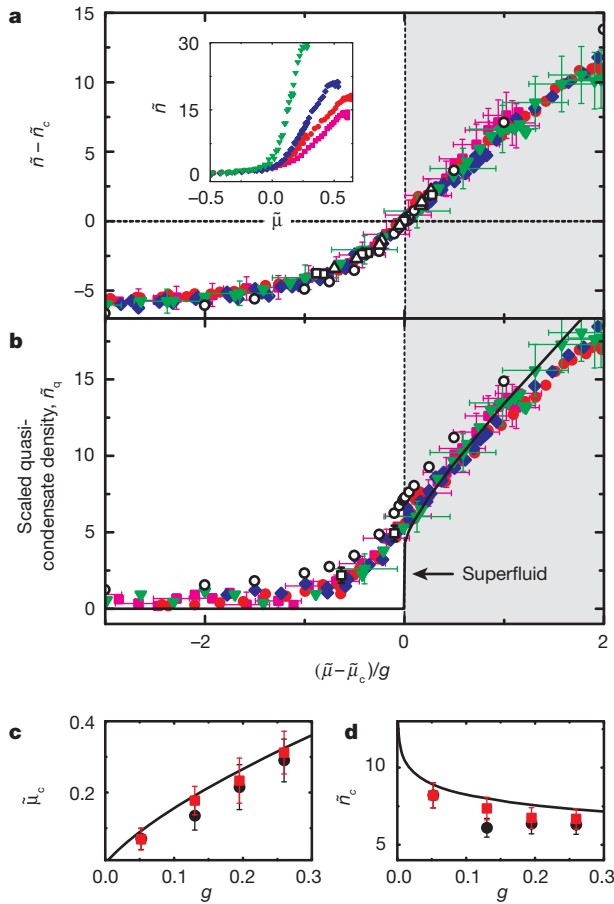 a
ñ − ñc
15
10
5
0
−5
ñ
30
15
0
−0.5
0.0
0.5
μ̃
b
Scaled quasi-
condensate density, ñq
15
10
5
0
Superfluid
−2
0
2
(μ̃−μ̃c)/g
c
μ̃c
0.4
0.2
0.0
0.1
0.2
0.3
g
d
ñc
10
5
0.0
0.1
0.2
0.3
g